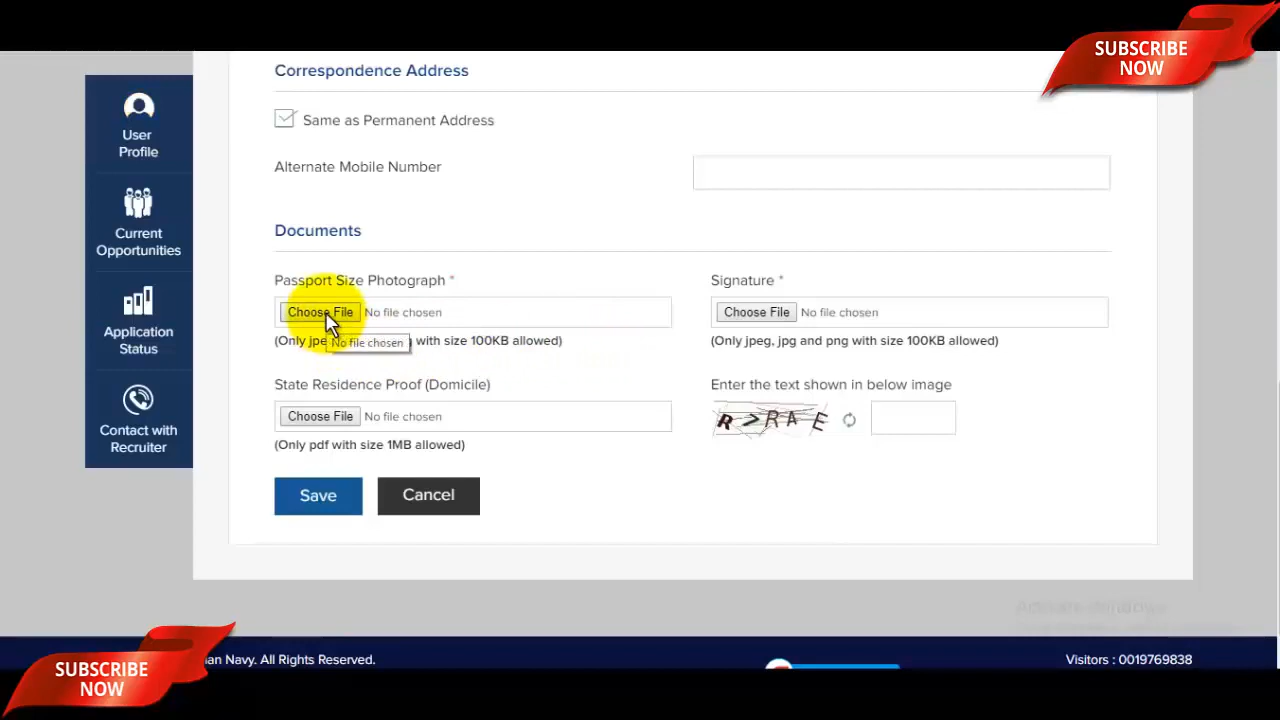 SUBSCRIBE
NOW
Correspondence Address
Same as Permanent Address
Alternate Mobile Number
Documents
Passport Size Photograph *
Choose File No file chosen
No file chosen
(Only jpe with size 100KB allowed)
Signature *
Choose File No file chosen
(Only jpeg, jpg and png with size 100KB allowed)
State Residence Proof (Domicile)
Choose File No file chosen
(Only pdf with size 1MB allowed)
Enter the text shown in below image
R > R A E
Save
Cancel
User
Profile
Current
Opportunities
Application
Status
Contact with
Recruiter
an Navy. All Rights Reserved.
Visitors : 0019769838
SUBSCRIBE
NOW